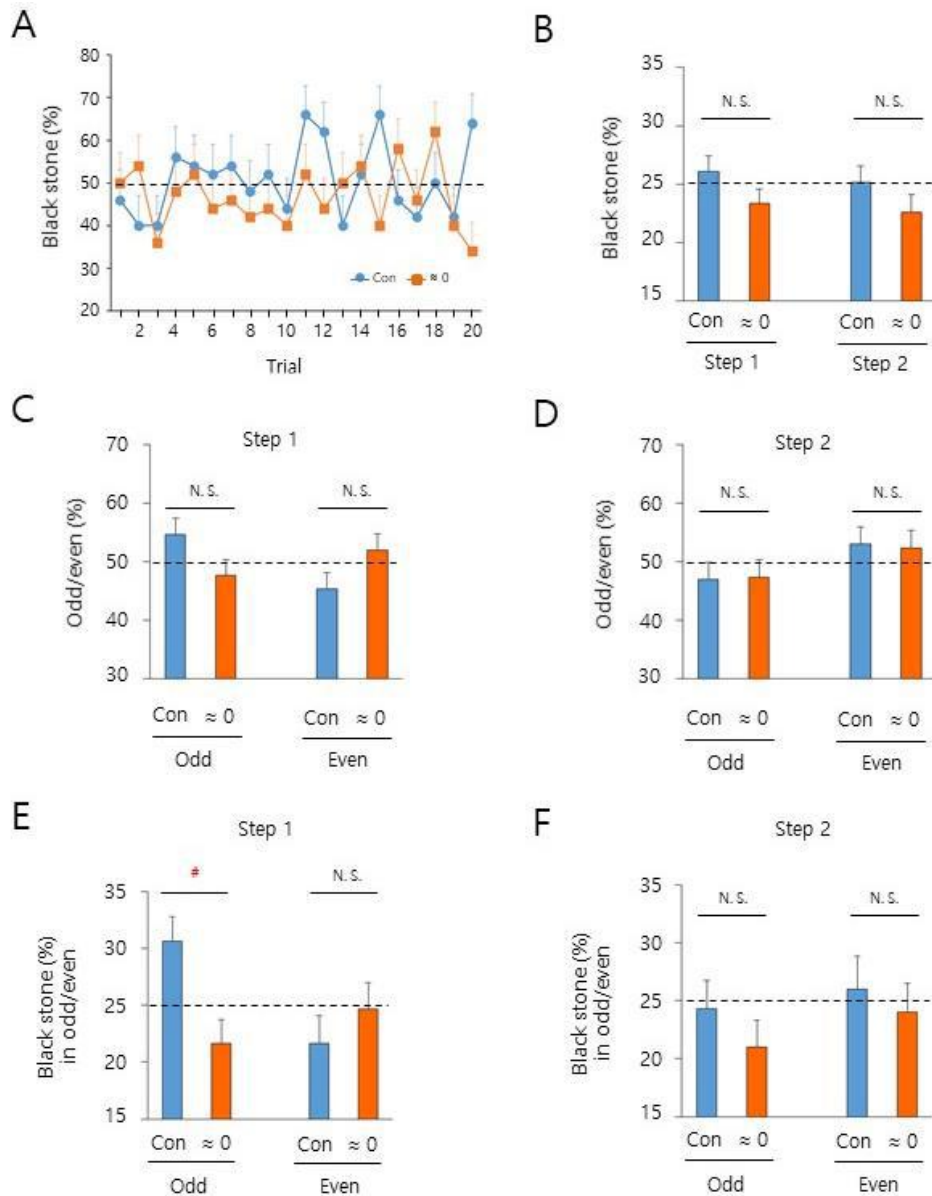 A
Black stone (%)
80
70
60
50
40
30
20
Con ≈ 0
2 4 6 8 10 12 14 16 18 20
Trial
B
Black stone (%)
35
30
25
20
15
N. S.
N. S.
Con ≈ 0
Con ≈ 0
Step 1
Step 2
C
Step 1
Odd/even (%)
70
60
50
40
30
N. S.
N. S.
Con ≈ 0
Con ≈ 0
Odd
Even
D
Step 2
Odd/even (%)
70
60
50
40
30
N. S.
N. S.
Con ≈ 0
Con ≈ 0
Odd
Even
E
Step 1
Black stone (%)
in odd/even
35
30
25
20
15
#
N. S.
Con ≈ 0
Con ≈ 0
Odd
Even
F
Step 2
Black stone (%)
in odd/even
35
30
25
20
15
N. S.
N. S.
Con ≈ 0
Con ≈ 0
Odd
Even